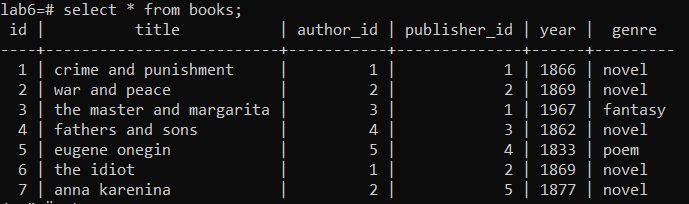 lab6=# select * from books;
 id |          title           | author_id | publisher_id | year |  genre
----+--------------------------+-----------+--------------+------+---------
  1 | crime and punishment     |         1 |            1 | 1866 | novel
  2 | war and peace            |         2 |            2 | 1869 | novel
  3 | the master and margarita |         3 |            1 | 1967 | fantasy
  4 | fathers and sons         |         4 |            3 | 1862 | novel
  5 | eugene onegin            |         5 |            4 | 1833 | poem
  6 | the idiot                |         1 |            2 | 1869 | novel
  7 | anna karenina            |         2 |            5 | 1877 | novel